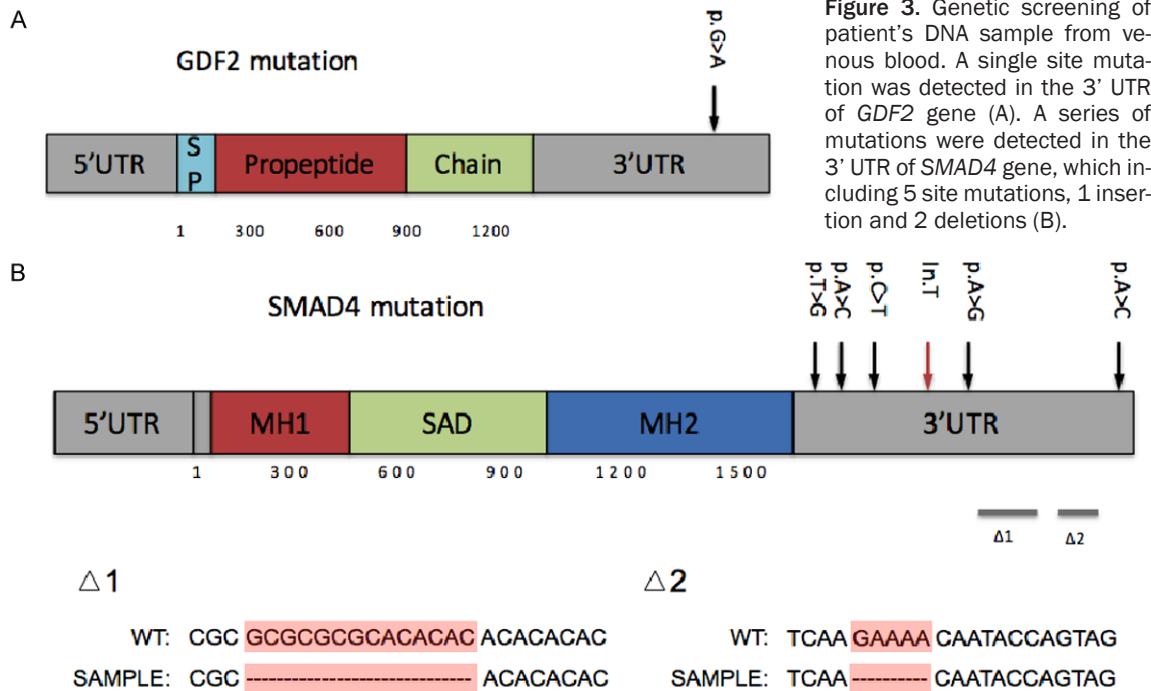 A
GDF2 mutation
p.G>A
5'UTR
S
P
Propeptide
Chain
3'UTR
1 300 600 900 1200
Figure 3. Genetic screening of
patient's DNA sample from ve-
nous blood. A single site muta-
tion was detected in the 3' UTR
of GDF2 gene (A). A series of
mutations were detected in the
3' UTR of SMAD4 gene, which in-
cluding 5 site mutations, 1 inser-
tion and 2 deletions (B).
B
SMAD4 mutation
p.T>G
p.A>C
p.C>T
In.T
p.A>G
p.A>C
5'UTR MH1 SAD MH2 3'UTR
1 300 600 900 1200 1500
Δ1 Δ2
△1
WT: CGC GCGCGCGCACACAC ACACACAC
SAMPLE: CGC ------------------------------ ACACACAC
△2
WT: TCAA GAAAA CAATACCAGTAG
SAMPLE: TCAA ---------- CAATACCAGTAG